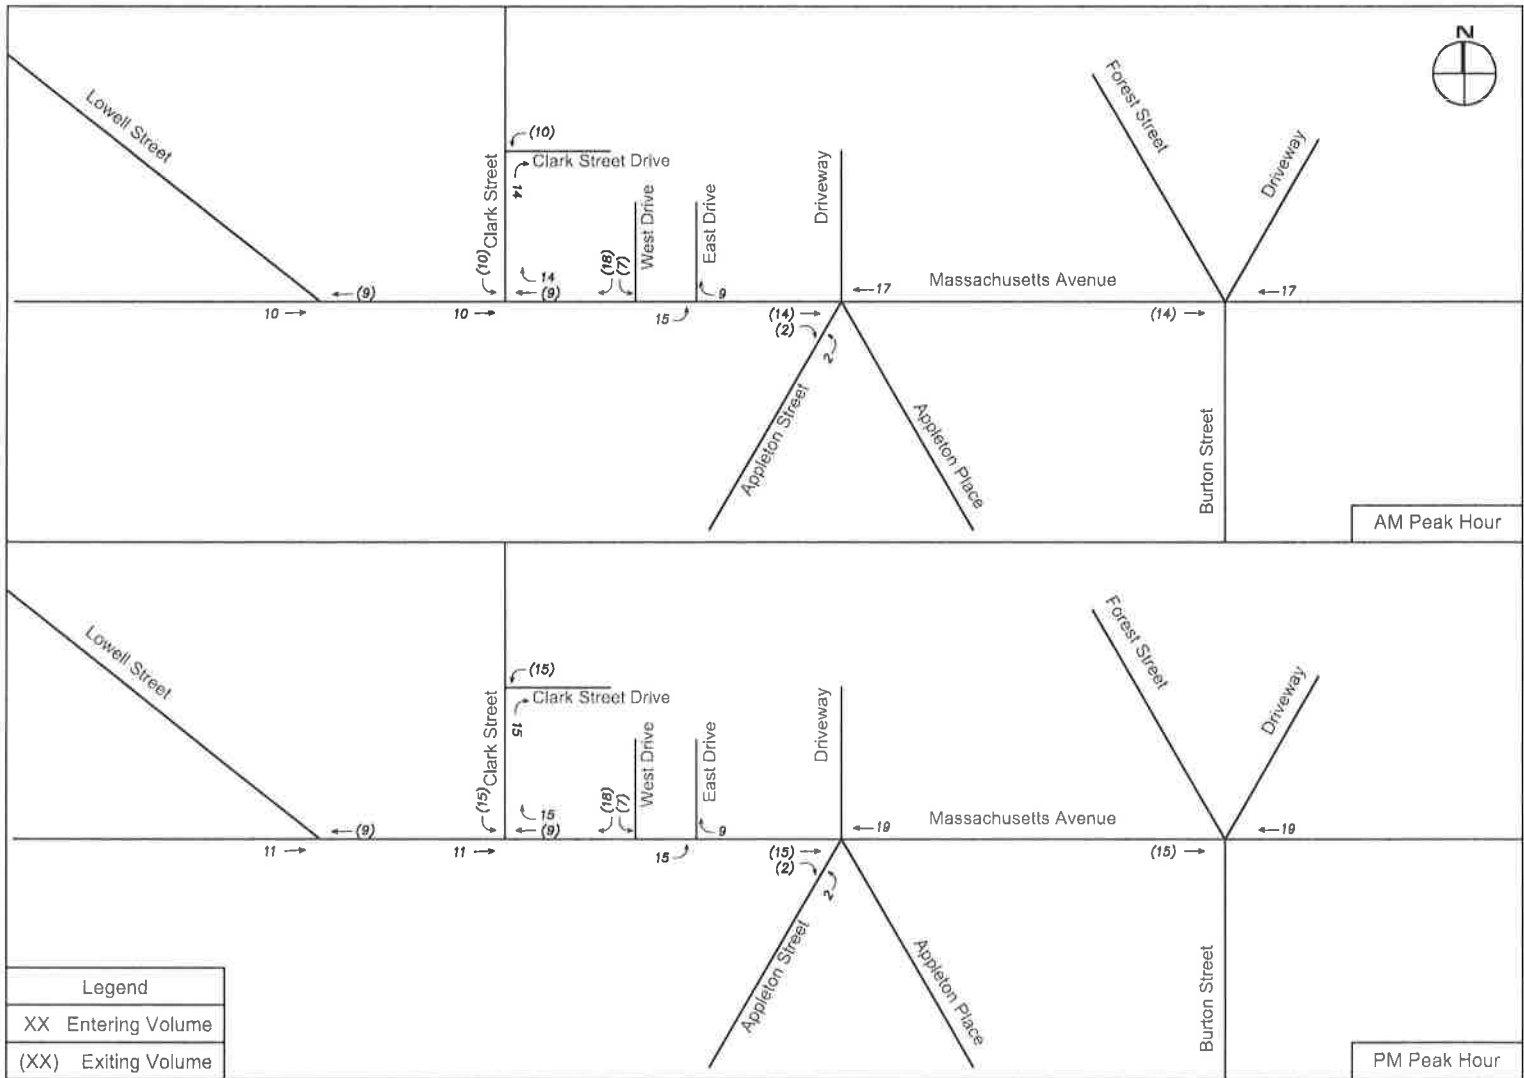 N
Lowell Street
(10)
Clark Street Drive
14
Clark Street
(10)
14
(9)
(18)
(7)
West Drive
East Drive
9
Driveway
17
Massachusetts Avenue
Forest Street
Driveway
17
(9)
10
10
15
(14)
(2)
2
(14)
Appleton Street
Appleton Place
Burton Street
AM Peak Hour
Lowell Street
(15)
Clark Street Drive
15
Clark Street
(15)
15
(9)
(18)
(7)
West Drive
East Drive
9
Driveway
19
Massachusetts Avenue
Forest Street
Driveway
19
(9)
11
11
15
(15)
(2)
2
(15)
Appleton Street
Appleton Place
Burton Street
Legend
XX Entering Volume
(XX) Exiting Volume
PM Peak Hour